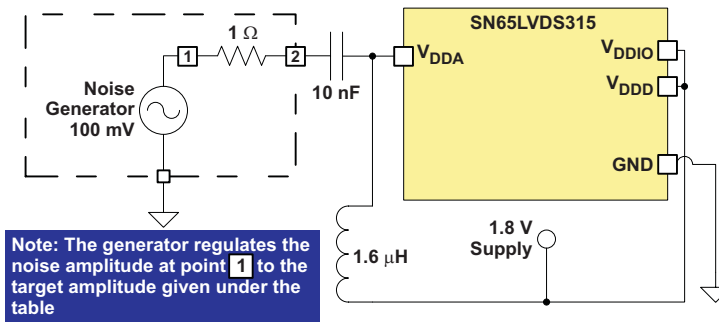 SN65LVDS315
1 Ω
1
2
VDDA
VDDIO
VDDD
Noise
Generator
100 mV
10 nF
GND
1.8 V
Supply
1.6 μH
Note: The generator regulates the
noise amplitude at point 1 to the
target amplitude given under the
table